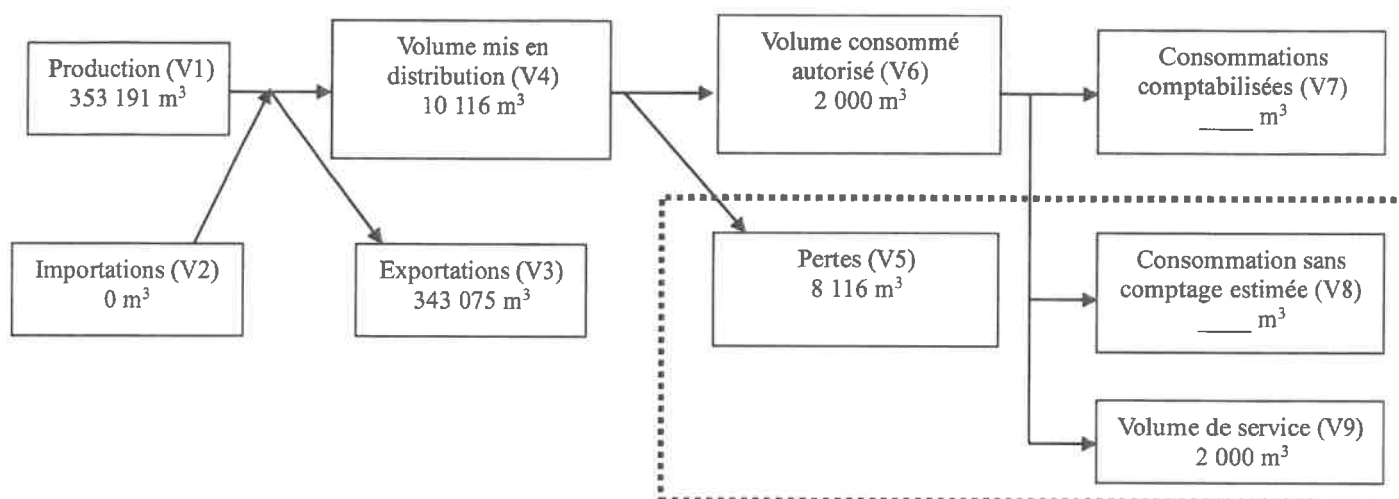 Production (V1)
353 191 m³
Volume mis en
distribution (V4)
10 116 m³
Volume consommé
autorisé (V6)
2 000 m³
Consommations
comptabilisées (V7)
____ m³
Importations (V2)
0 m³
Exportations (V3)
343 075 m³
Pertes (V5)
8 116 m³
Consommation sans
comptage estimée (V8)
____ m³
Volume de service (V9)
2 000 m³